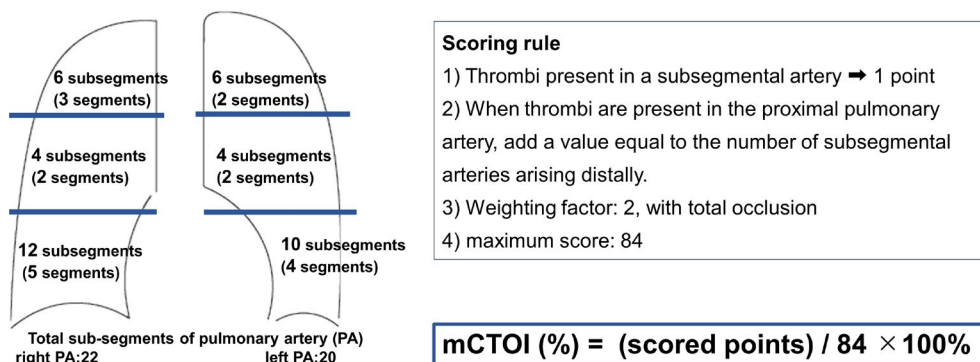 6 subsegments
(3 segments)
6 subsegments
(2 segments)
4 subsegments
(2 segments)
4 subsegments
(2 segments)
12 subsegments
(5 segments)
10 subsegments
(4 segments)
Total sub-segments of pulmonary artery (PA)
right PA:22 left PA:20
Scoring rule
1) Thrombi present in a subsegmental artery ➡ 1 point
2) When thrombi are present in the proximal pulmonary
artery, add a value equal to the number of subsegmental
arteries arising distally.
3) Weighting factor: 2, with total occlusion
4) maximum score: 84
mCTOI (%) = (scored points) / 84 ×100%